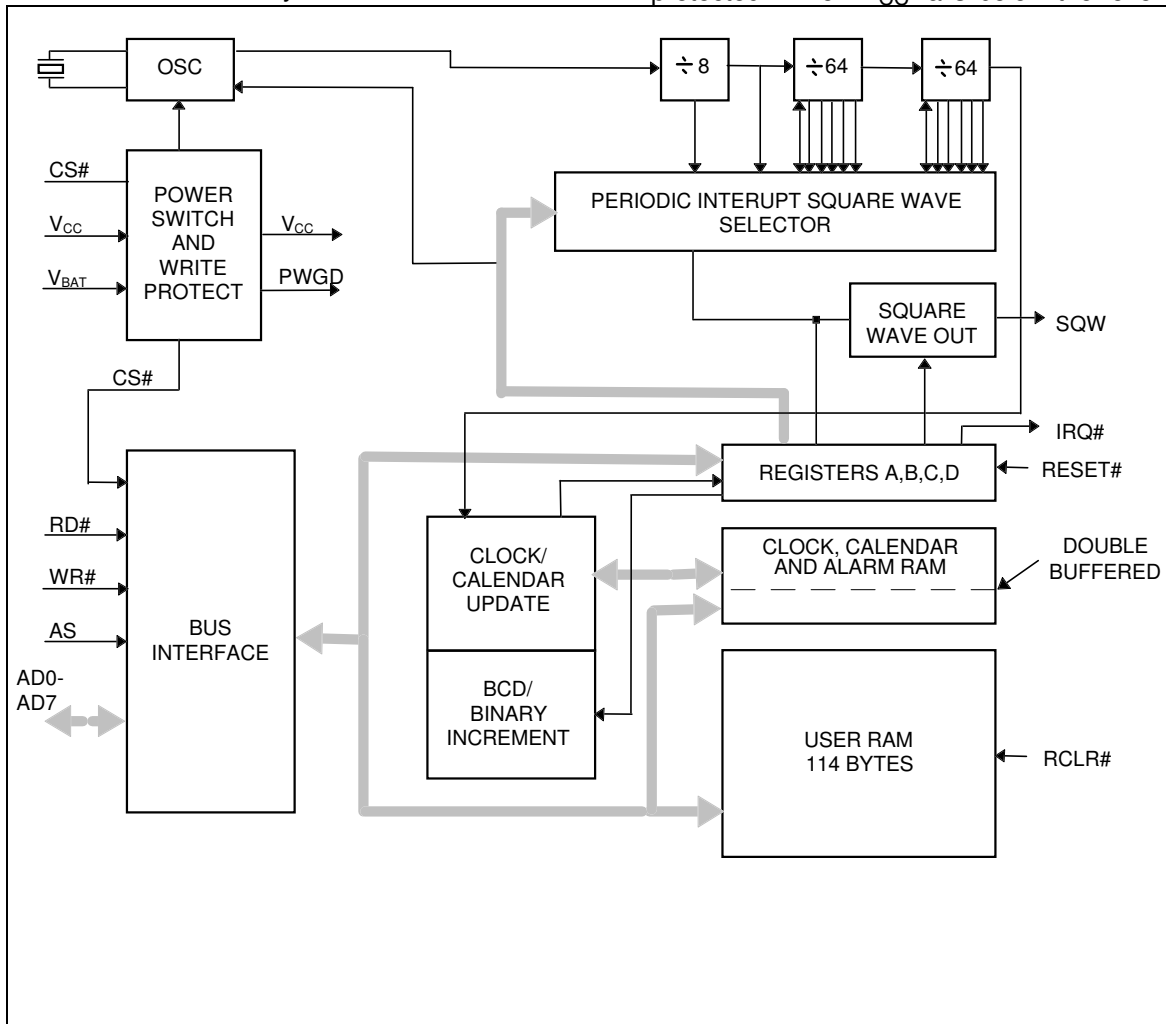 OSC
÷8
÷64
÷64
CS#
VCC
VBAT
POWER
SWITCH
AND
WRITE
PROTECT
VCC
PWGD
PERIODIC INTERUPT SQUARE WAVE
SELECTOR
SQUARE
WAVE OUT
SQW
CS#
IRQ#
REGISTERS A,B,C,D
RESET#
RD#
WR#
AS
AD0-
AD7
BUS
INTERFACE
CLOCK/
CALENDAR
UPDATE
BCD/
BINARY
INCREMENT
CLOCK, CALENDAR
AND ALARM RAM
DOUBLE
BUFFERED
USER RAM
114 BYTES
RCLR#